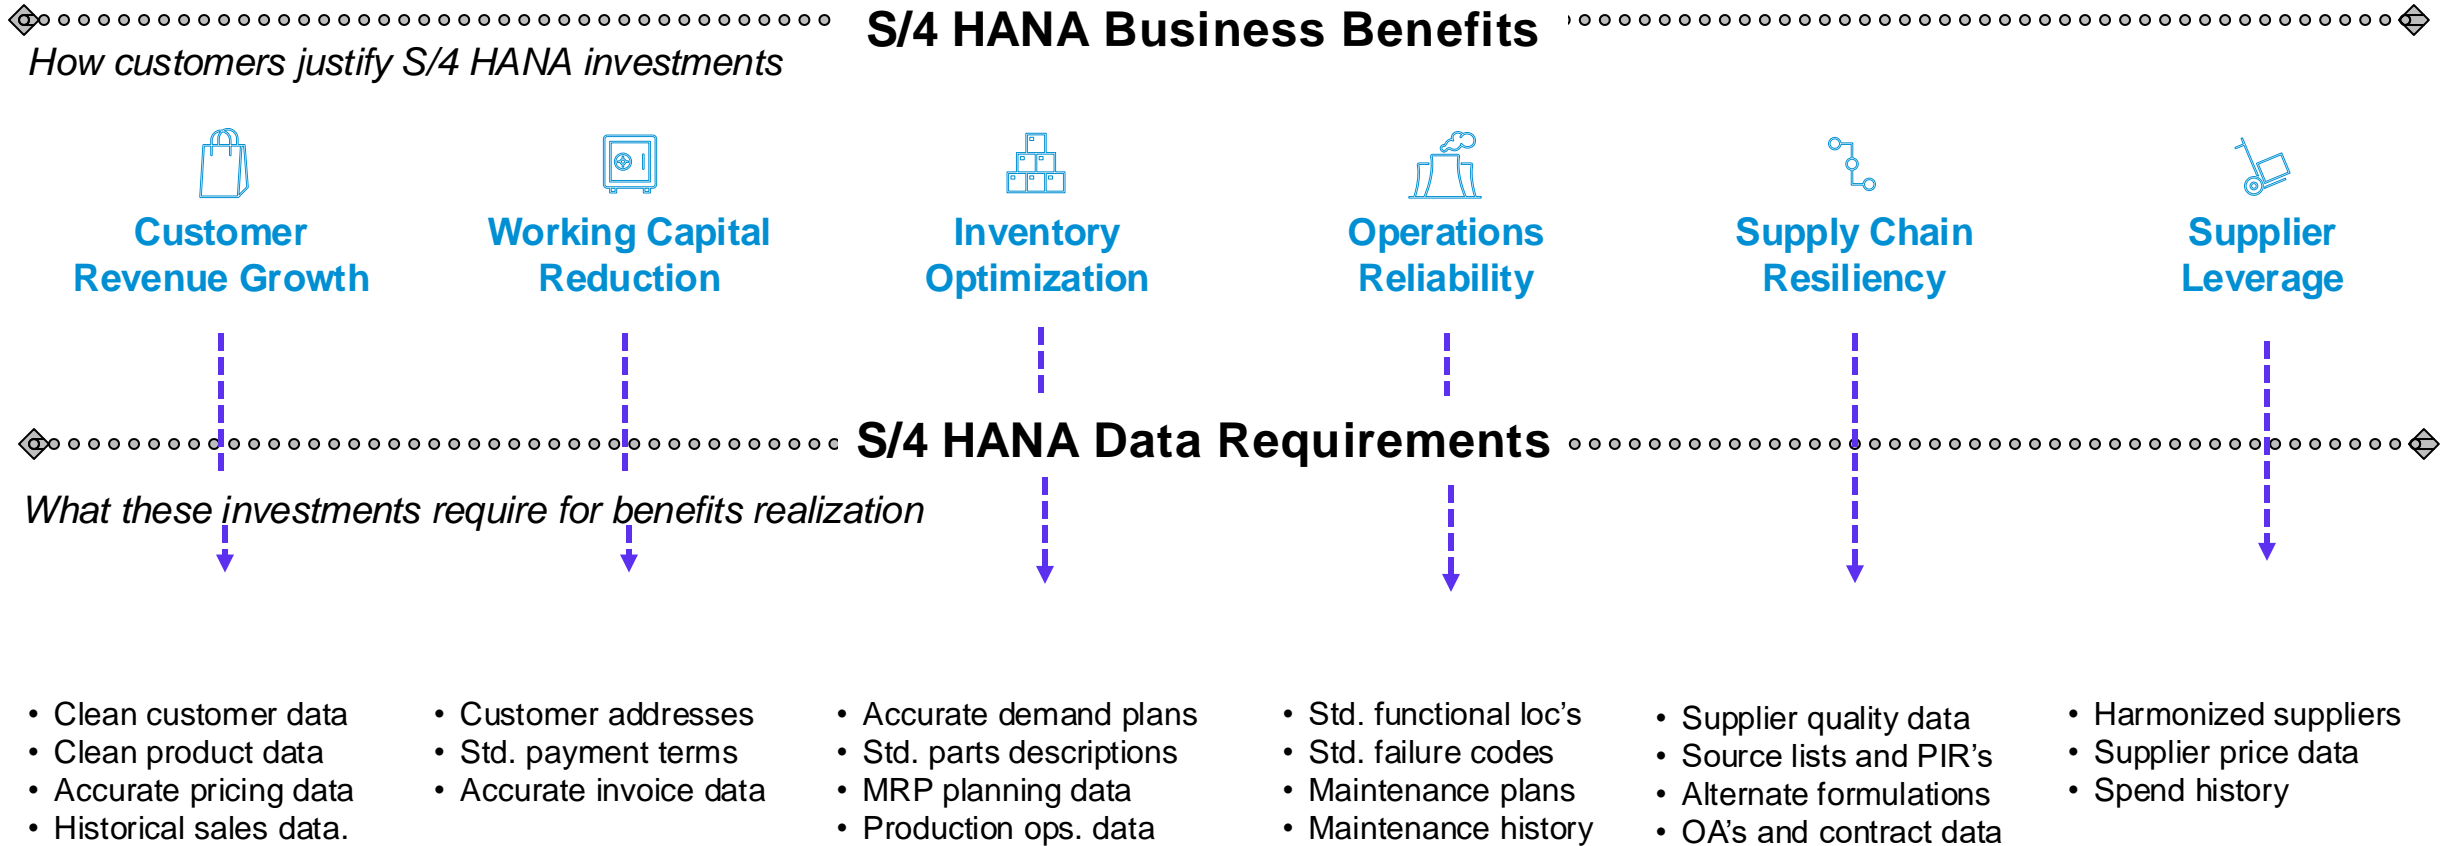 S/4 HANA Business Benefits
How customers justify S/4 HANA investments
Customer
Revenue Growth
Working Capital
Reduction
Inventory
Optimization
Operations
Reliability
Supply Chain
Resiliency
Supplier
Leverage
S/4 HANA Data Requirements
What these investments require for benefits realization
• Clean customer data
• Clean product data
• Accurate pricing data
• Historical sales data.
• Customer addresses
• Std. payment terms
• Accurate invoice data
• Accurate demand plans
• Std. parts descriptions
• MRP planning data
• Production ops. data
• Std. functional loc's
• Std. failure codes
• Maintenance plans
• Maintenance history
• Supplier quality data
• Source lists and PIR's
• Alternate formulations
• OA's and contract data
• Harmonized suppliers
• Supplier price data
• Spend history